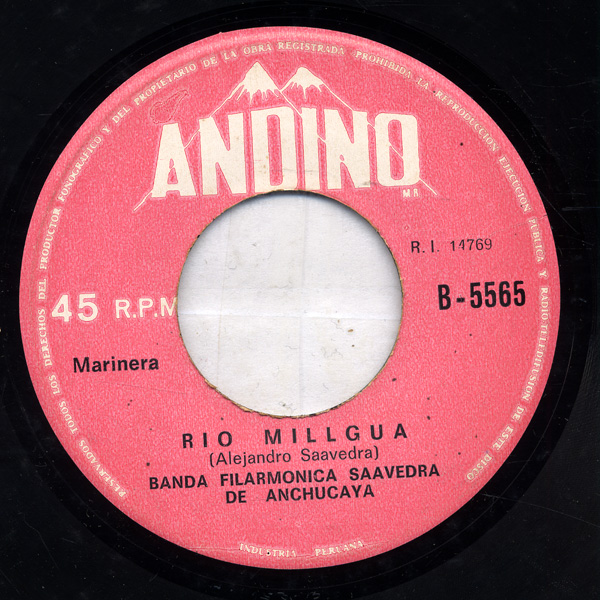 RESERVADOS TODOS LOS DERECHOS DEL PRODUCTOR FONOGRAFICO Y DEL PROPIETARIO DE LA OBRA REGISTRADA PROHIBIDA LA REPRODUCCION EJECUCION PUBLICA Y RADIO-TELEDIFUSION DE ESTE DISCO
ANDINO
M.R.
R.I. 14769
45 R.P.M
B-5565
Marinera
RIO MILLGUA
(Alejandro Saavedra)
BANDA FILARMONICA SAAVEDRA
DE ANCHUCAYA
INDUSTRIA PERUANA